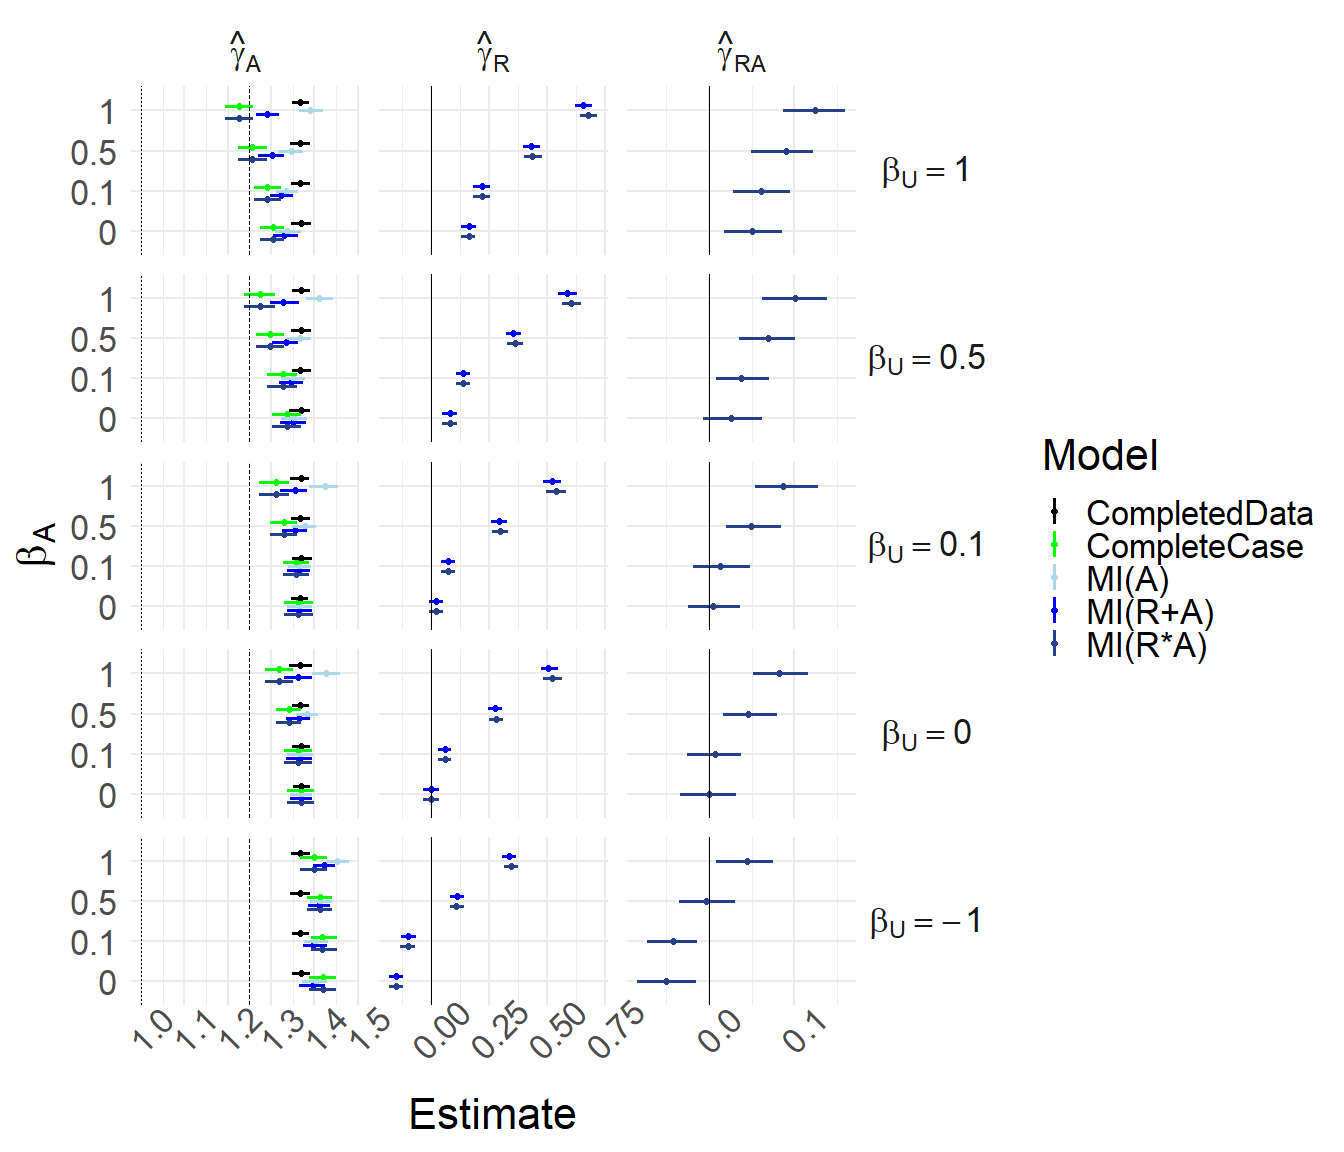 γ̂A γ̂R γ̂RA
1
0.5
0.1
0
βU = 1
1
0.5
0.1
0
βU = 0.5
1
0.5
0.1
0
βU = 0.1
1
0.5
0.1
0
βU = 0
1
0.5
0.1
0
βU = −1
βA
1.0 1.1 1.2 1.3 1.4 1.5 0.00 0.25 0.50 0.75 0.0 0.1
Estimate
Model
CompletedData
CompleteCase
MI(A)
MI(R+A)
MI(R*A)